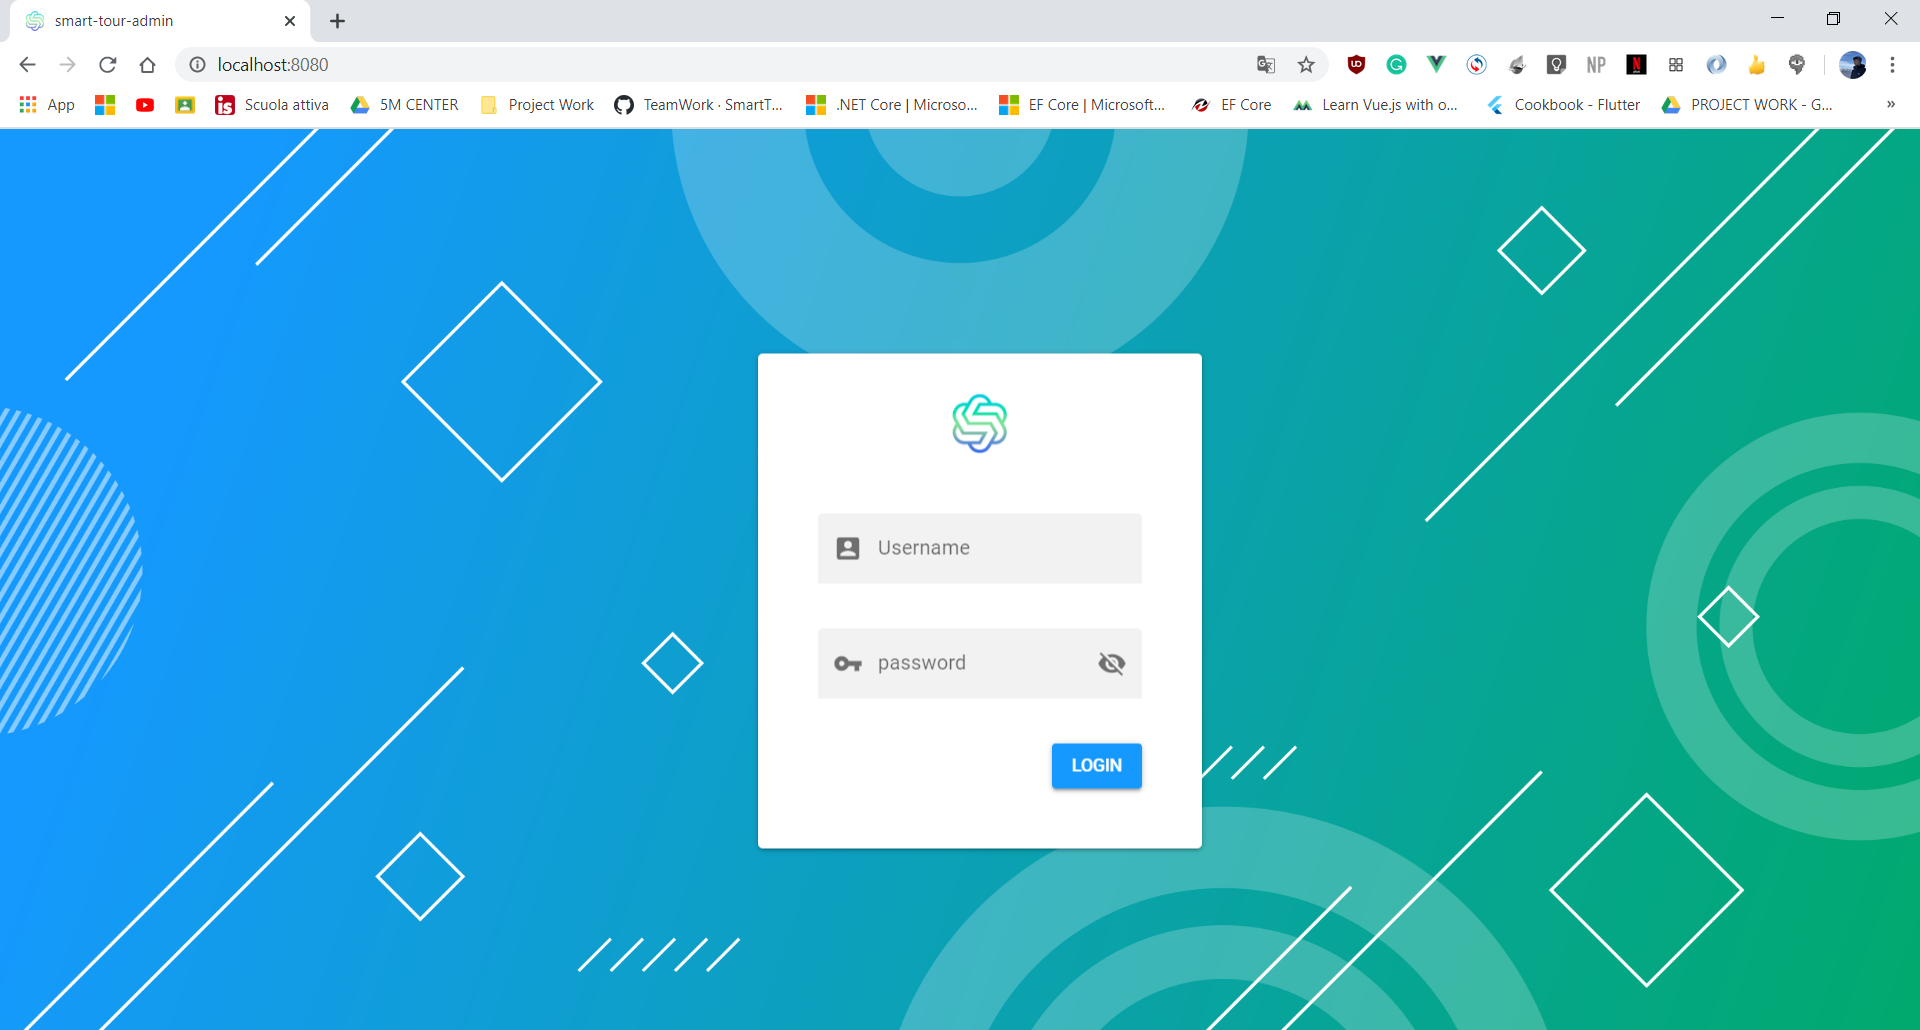 smart-tour-admin
localhost:8080
App
Scuola attiva
5M CENTER
Project Work
TeamWork · SmartT...
.NET Core | Microso...
EF Core | Microsoft...
EF Core
Learn Vue.js with o...
Cookbook - Flutter
PROJECT WORK - G...
»
NP
Username
password
LOGIN